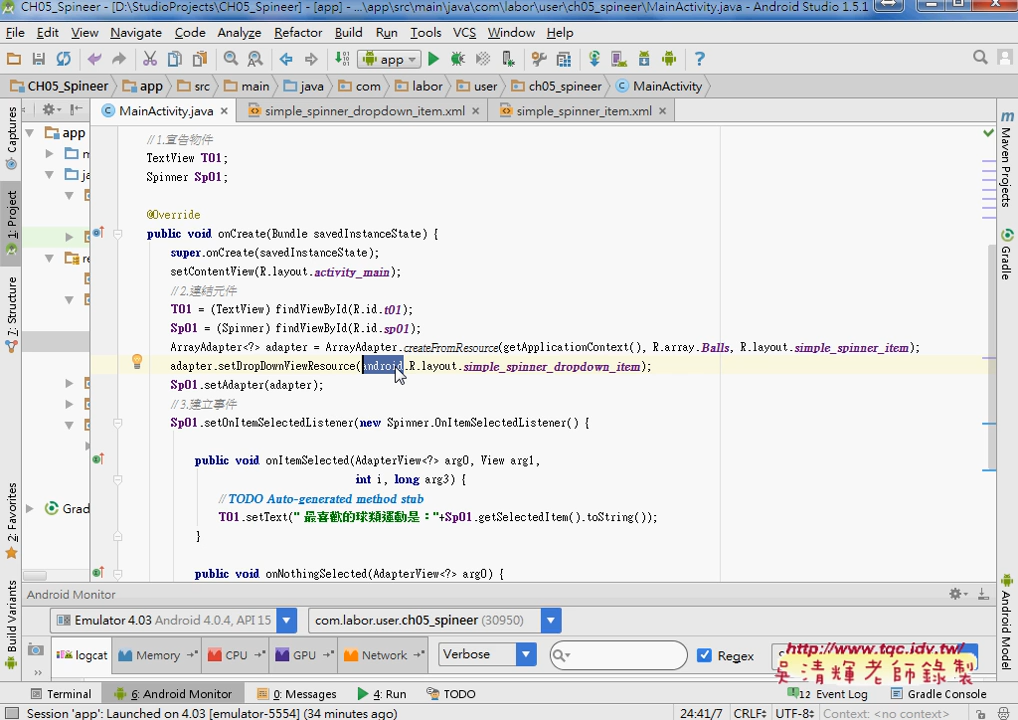 CH05_Spineer - [D:\StudioProjects\CH05_Spineer] - [app] - ...\app\src\main\java\com\labor\user\ch05_spineer\MainActivity.java - Android Studio 1.5.1
File Edit View Navigate Code Analyze Refactor Build Run Tools VCS Window Help
app
CH05_Spineer app src main java com labor user ch05_spineer MainActivity
MainActivity.java simple_spinner_dropdown_item.xml simple_spinner_item.xml
Captures
1: Project
7: Structure
2: Favorites
Build Variants
app
Grad
//1.宣告物件
TextView T01;
Spinner Sp01;
@Override
public void onCreate(Bundle savedInstanceState) {
super.onCreate(savedInstanceState);
setContentView(R.layout.activity_main);
//2.連結元件
T01 = (TextView) findViewById(R.id.t01);
Sp01 = (Spinner) findViewById(R.id.sp01);
ArrayAdapter<?> adapter = ArrayAdapter.createFromResource(getApplicationContext(), R.array.Balls, R.layout.simple_spinner_item);
adapter.setDropDownViewResource(android.R.layout.simple_spinner_dropdown_item);
Sp01.setAdapter(adapter);
//3.建立事件
Sp01.setOnItemSelectedListener(new Spinner.OnItemSelectedListener() {
public void onItemSelected(AdapterView<?> arg0, View arg1,
int i, long arg3) {
//TODO Auto-generated method stub
T01.setText(" 最喜歡的球類運動是："+Sp01.getSelectedItem().toString());
}
public void onNothingSelected(AdapterView<?> arg0) {
Maven Projects
Gradle
Android Model
Android Monitor
Emulator 4.03 Android 4.0.4, API 15 com.labor.user.ch05_spineer (30950)
logcat Memory CPU GPU Network Verbose Regex
http://www.tqc.idv.tw/
吳清輝老師錄製
Terminal 6: Android Monitor 0: Messages 4: Run TODO 12 Event Log Gradle Console
Session 'app': Launched on 4.03 [emulator-5554] (34 minutes ago) 24:41/7 CRLF UTF-8 Context: <no context>